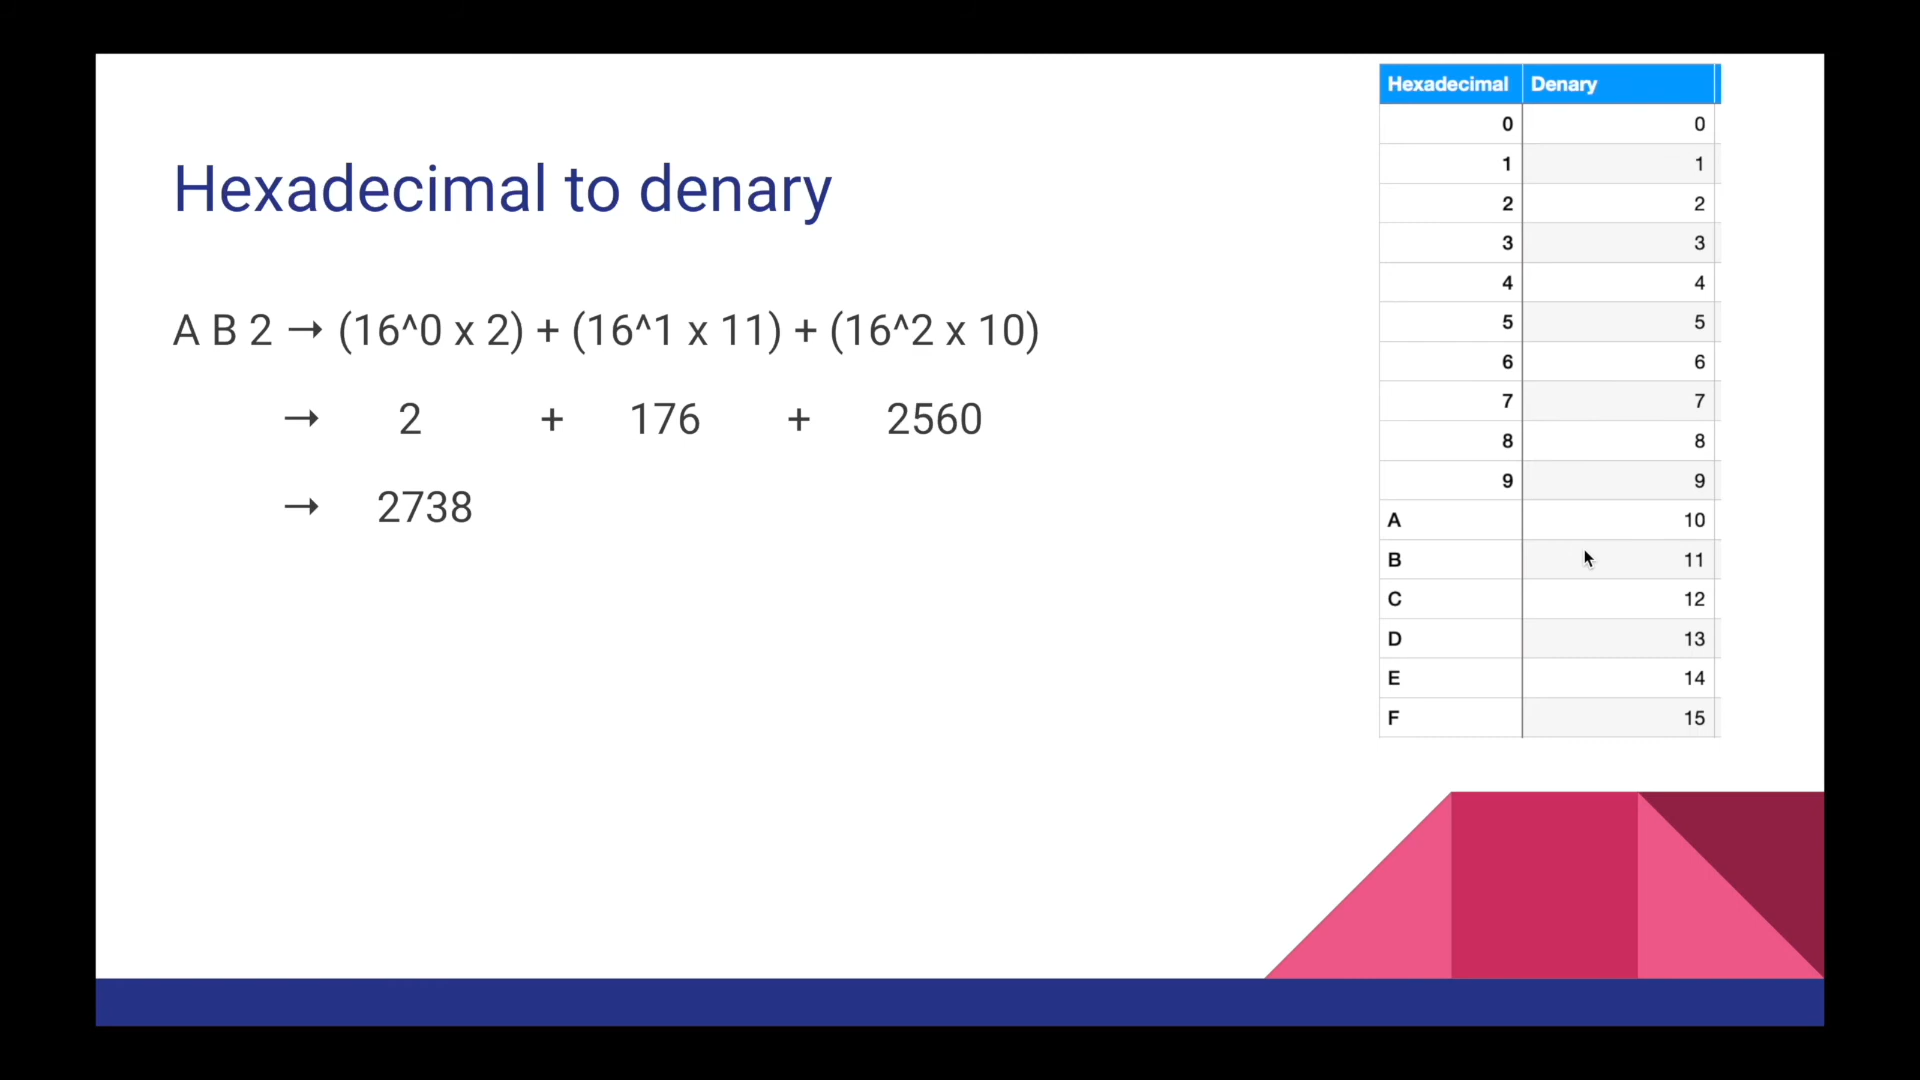 Hexadecimal to denary
A B 2 → (16^0 x 2) + (16^1 x 11) + (16^2 x 10)
→ 2 + 176 + 2560
→ 2738
Hexadecimal Denary
0 0
1 1
2 2
3 3
4 4
5 5
6 6
7 7
8 8
9 9
A 10
B 11
C 12
D 13
E 14
F 15